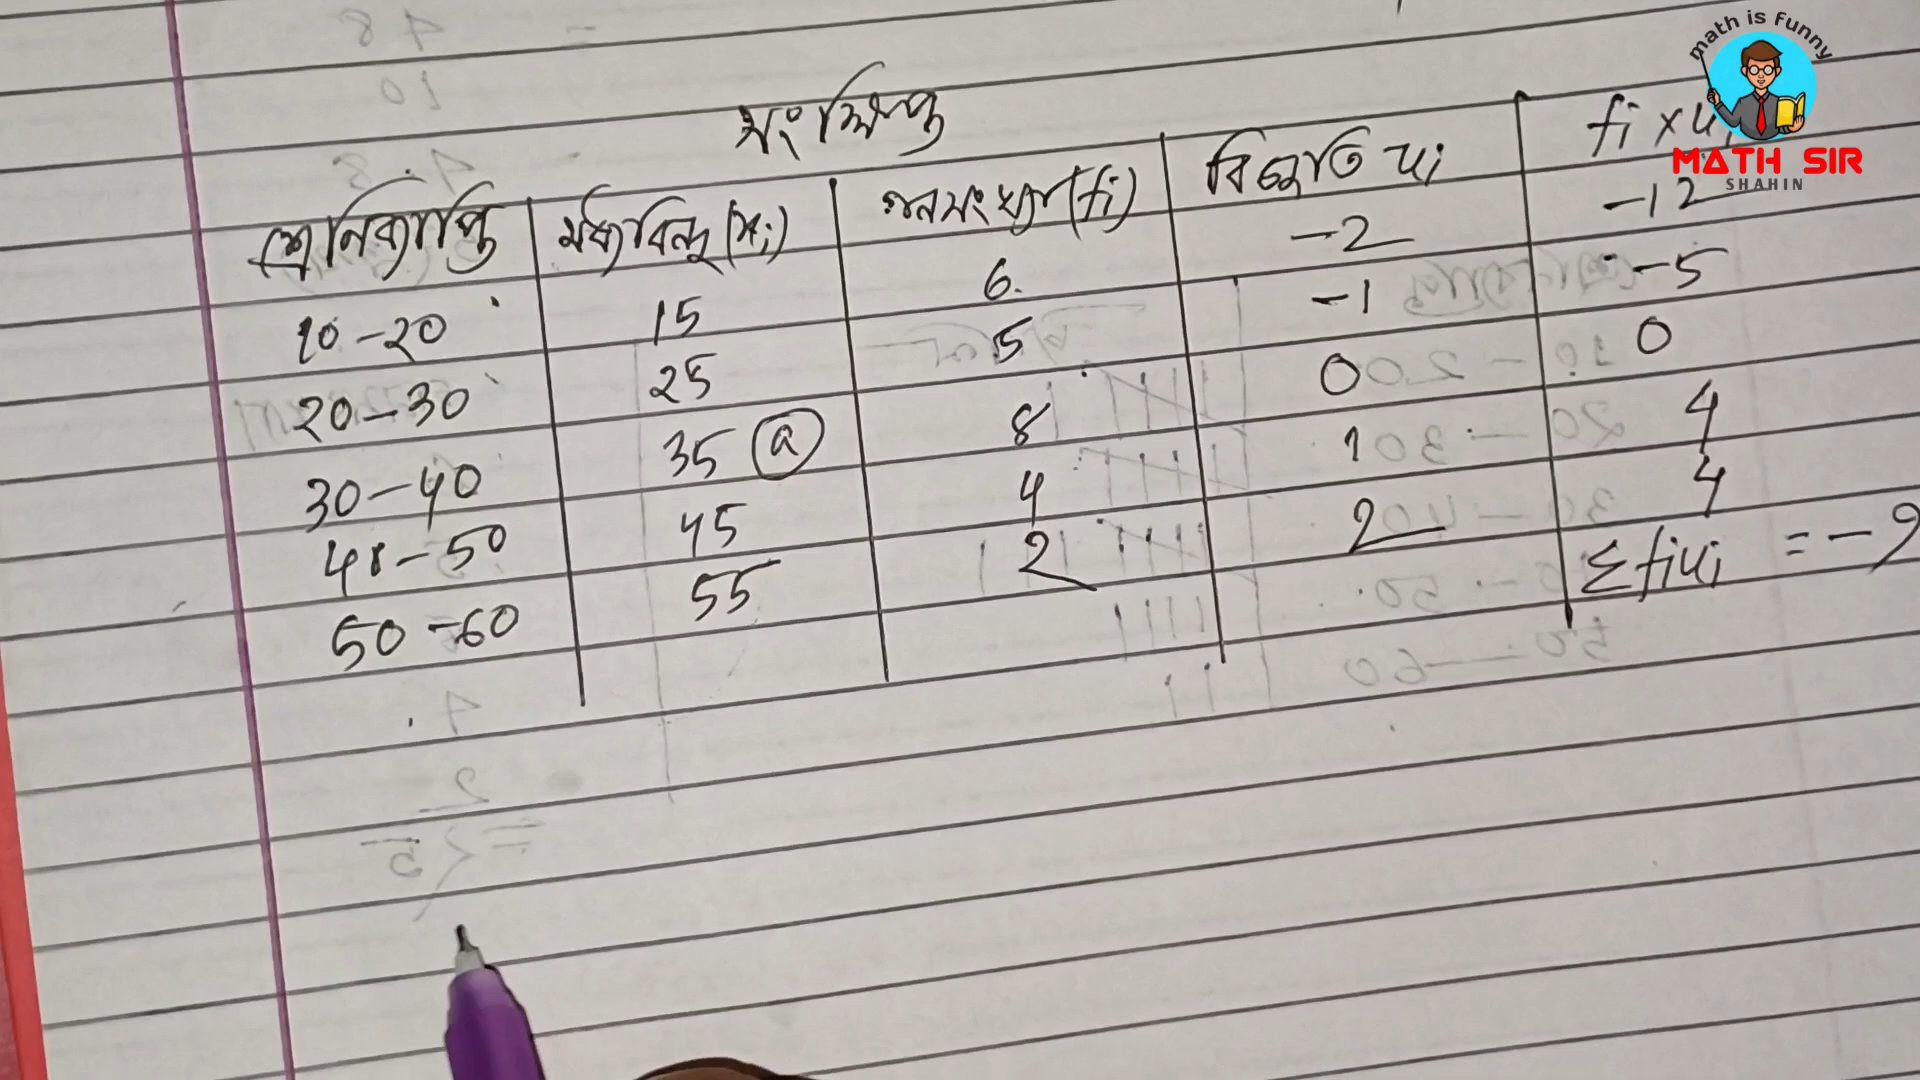 math is Funny
MATH SIR
SHAHIN
সংক্ষিপ্ত
শ্রেনিব্যাপ্তি মধ্যবিন্দু (xi) গনসংখ্যা (fi) বিচ্যুতি ui fi × ui
10-20 15 6 -2 -12
20-30 25 5 -1 -5
30-40 35 (a) 8 0 0
40-50 45 4 1 4
50-60 55 2 2 4
Σfiui = -9